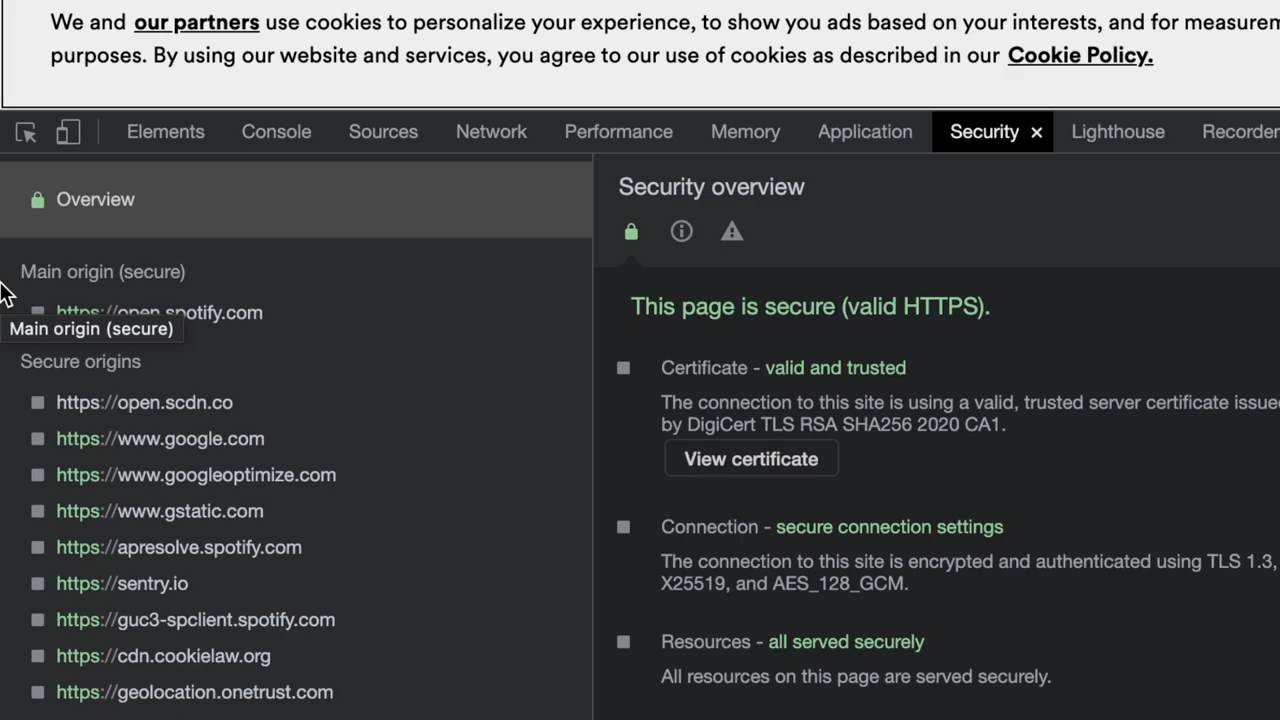 We and our partners use cookies to personalize your experience, to show you ads based on your interests, and for measurem
purposes. By using our website and services, you agree to our use of cookies as described in our Cookie Policy.
Elements Console Sources Network Performance Memory Application Security × Lighthouse Recorder
Overview
Main origin (secure)
https://open.spotify.com
Main origin (secure)
Secure origins
https://open.scdn.co
https://www.google.com
https://www.googleoptimize.com
https://www.gstatic.com
https://apresolve.spotify.com
https://sentry.io
https://guc3-spclient.spotify.com
https://cdn.cookielaw.org
https://geolocation.onetrust.com
Security overview
This page is secure (valid HTTPS).
Certificate - valid and trusted
The connection to this site is using a valid, trusted server certificate issue
by DigiCert TLS RSA SHA256 2020 CA1.
View certificate
Connection - secure connection settings
The connection to this site is encrypted and authenticated using TLS 1.3,
X25519, and AES_128_GCM.
Resources - all served securely
All resources on this page are served securely.